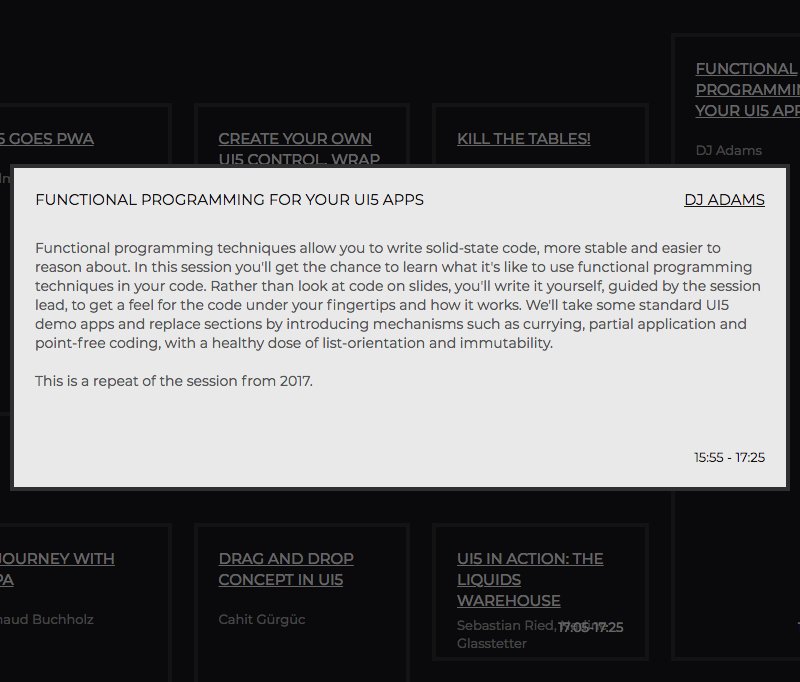 FUNCTIONAL
PROGRAMMIN
YOUR UI5 APP
DJ Adams
5 GOES PWA
CREATE YOUR OWN
UI5 CONTROL, WRAP
KILL THE TABLES!
FUNCTIONAL PROGRAMMING FOR YOUR UI5 APPS
DJ ADAMS
Functional programming techniques allow you to write solid-state code, more stable and easier to
reason about. In this session you'll get the chance to learn what it's like to use functional programming
techniques in your code. Rather than look at code on slides, you'll write it yourself, guided by the session
lead, to get a feel for the code under your fingertips and how it works. We'll take some standard UI5
demo apps and replace sections by introducing mechanisms such as currying, partial application and
point-free coding, with a healthy dose of list-orientation and immutability.
This is a repeat of the session from 2017.
15:55 - 17:25
JOURNEY WITH
PA
naud Buchholz
DRAG AND DROP
CONCEPT IN UI5
Cahit Gürgüc
UI5 IN ACTION: THE
LIQUIDS
WAREHOUSE
Sebastian Ried,
17:05-17:25
Glasstetter